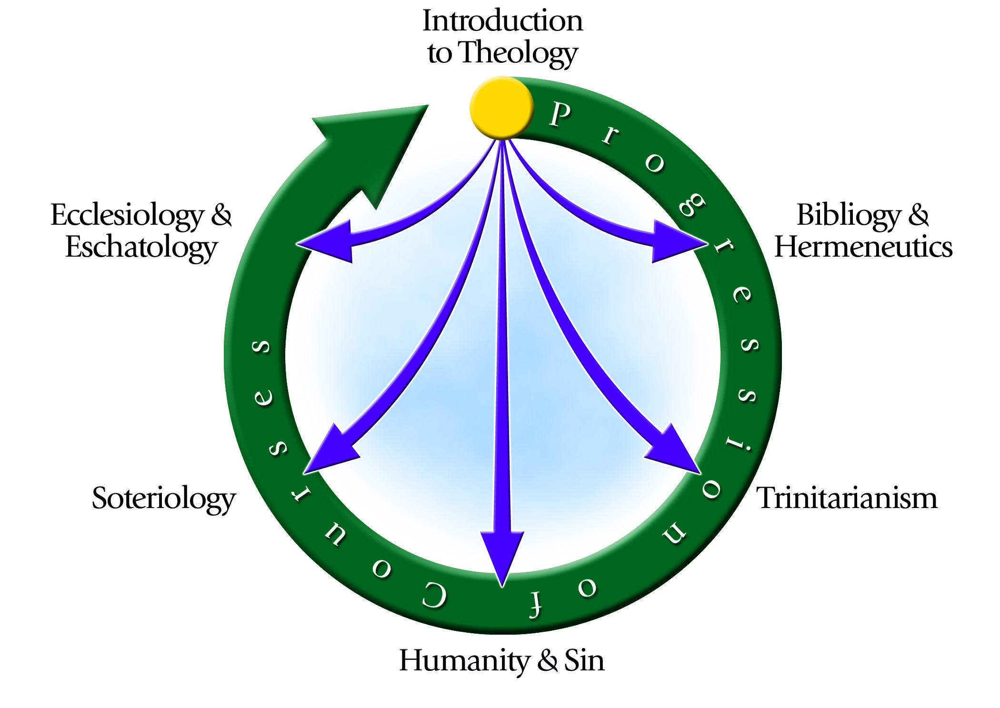 Introduction
to Theology
Progression of Courses
Bibliogy &
Hermeneutics
Trinitarianism
Humanity & Sin
Soteriology
Ecclesiology &
Eschatology